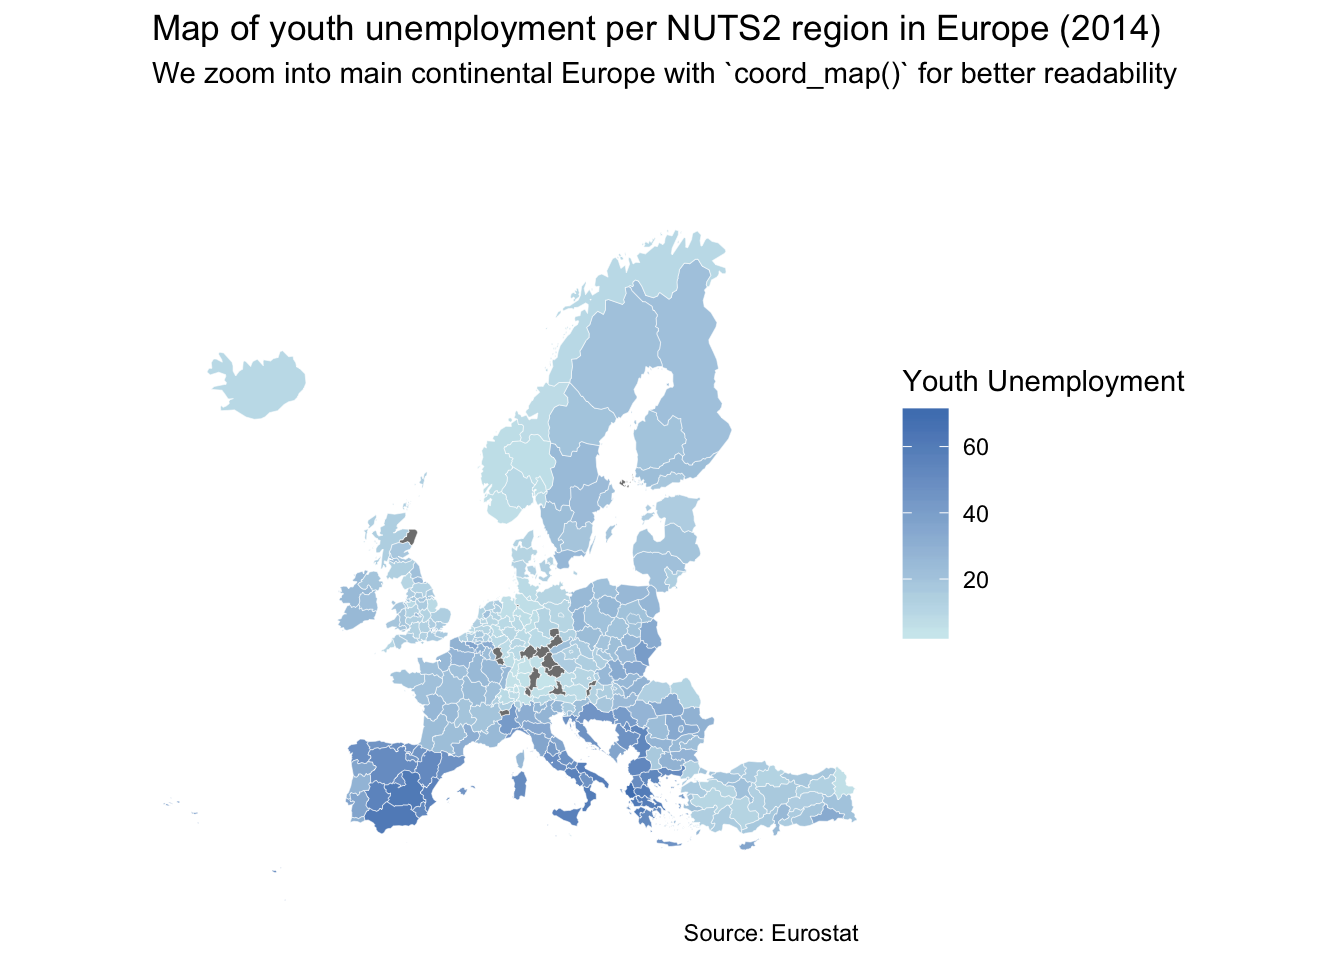 Map of youth unemployment per NUTS2 region in Europe (2014)
We zoom into main continental Europe with `coord_map()` for better readability
Youth Unemployment
60
40
20
Source: Eurostat